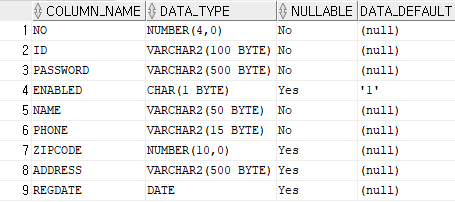 COLUMN_NAME DATA_TYPE NULLABLE DATA_DEFAULT
1 NO NUMBER(4,0) No (null)
2 ID VARCHAR2(100 BYTE) No (null)
3 PASSWORD VARCHAR2(500 BYTE) No (null)
4 ENABLED CHAR(1 BYTE) Yes '1'
5 NAME VARCHAR2(50 BYTE) No (null)
6 PHONE VARCHAR2(15 BYTE) No (null)
7 ZIPCODE NUMBER(10,0) Yes (null)
8 ADDRESS VARCHAR2(500 BYTE) Yes (null)
9 REGDATE DATE Yes (null)